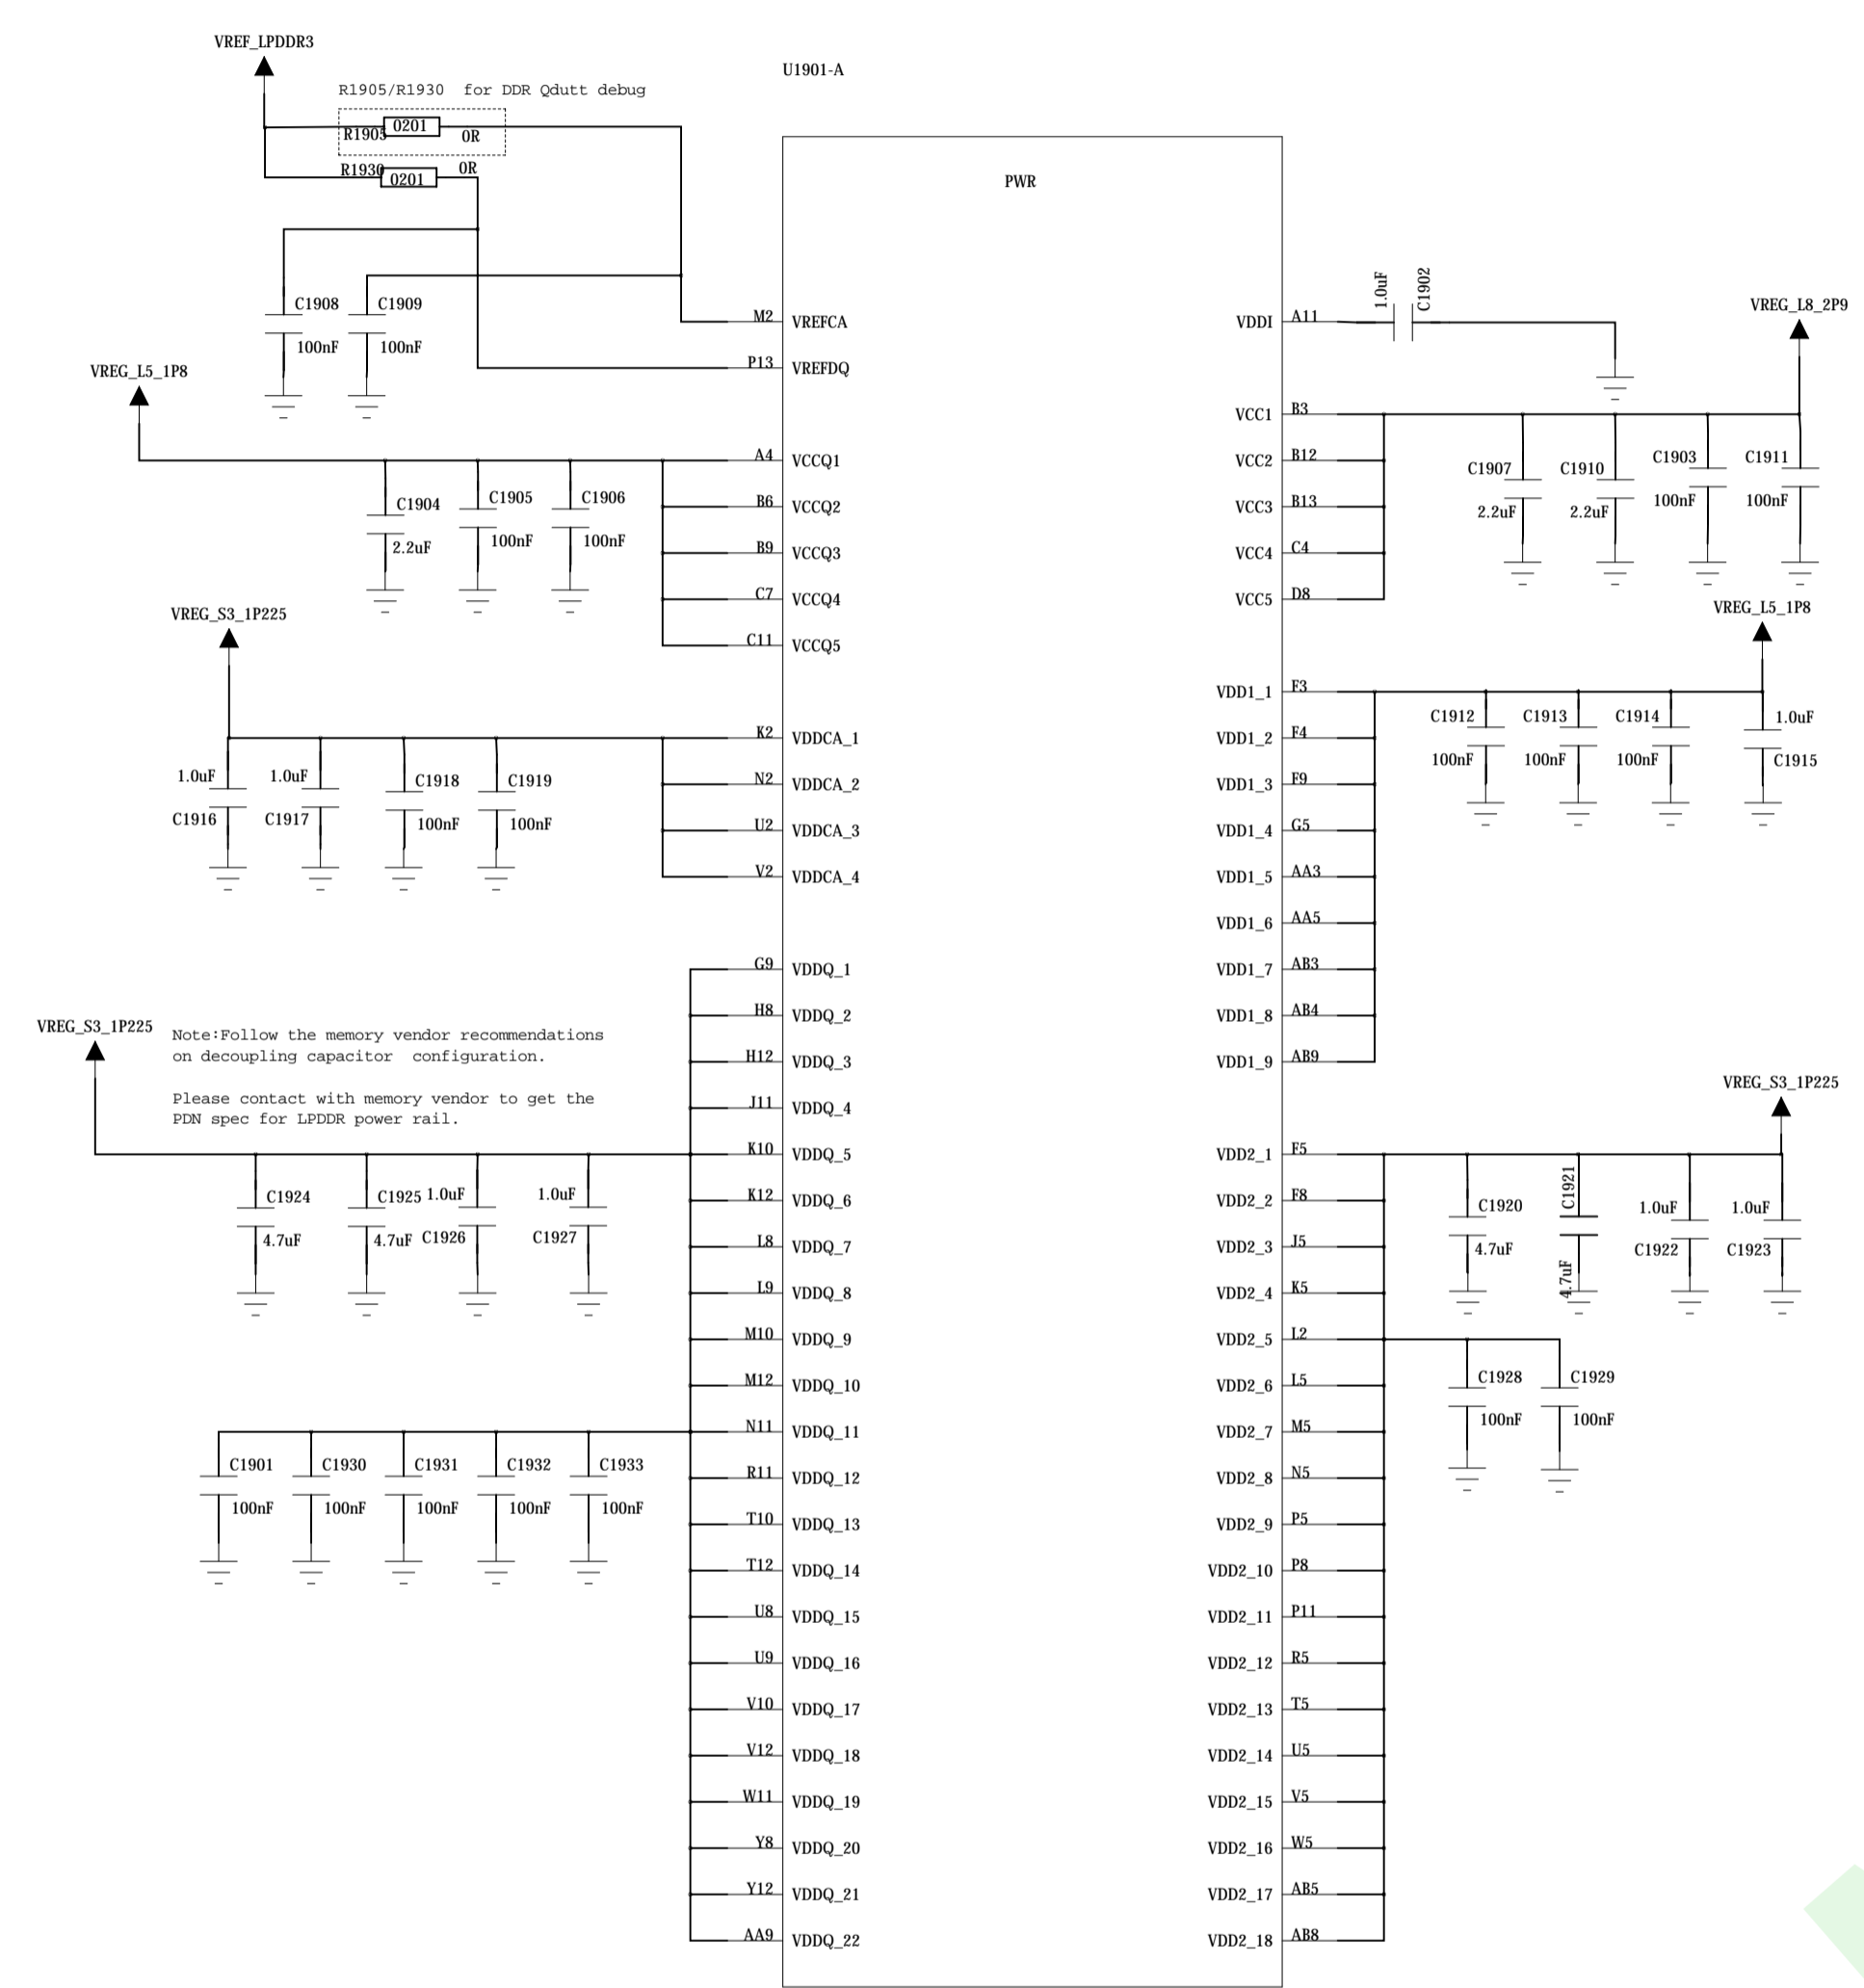 VREF_LPDDR3
U1901-A
R1905/R1930  for DDR Qdutt debug
R1905
0201
0R
R1930
0201
0R
PWR
C1908
100nF
C1909
100nF
M2 VREFCA
P13 VREFDQ
VREG_L5_1P8
A4 VCCQ1
B6 VCCQ2
B9 VCCQ3
C7 VCCQ4
C11 VCCQ5
C1904
2.2uF
C1905
100nF
C1906
100nF
VREG_S3_1P225
K2 VDDCA_1
N2 VDDCA_2
U2 VDDCA_3
V2 VDDCA_4
1.0uF
C1916
1.0uF
C1917
C1918
100nF
C1919
100nF
VREG_S3_1P225
Note:Follow the memory vendor recommendations
on decoupling capacitor  configuration.
Please contact with memory vendor to get the
PDN spec for LPDDR power rail.
C1924
4.7uF
C1925
4.7uF
1.0uF
C1926
1.0uF
C1927
C1901
100nF
C1930
100nF
C1931
100nF
C1932
100nF
C1933
100nF
G9 VDDQ_1
H8 VDDQ_2
H12 VDDQ_3
J11 VDDQ_4
K10 VDDQ_5
K12 VDDQ_6
L8 VDDQ_7
L9 VDDQ_8
M10 VDDQ_9
M12 VDDQ_10
N11 VDDQ_11
R11 VDDQ_12
T10 VDDQ_13
T12 VDDQ_14
U8 VDDQ_15
U9 VDDQ_16
V10 VDDQ_17
V12 VDDQ_18
W11 VDDQ_19
Y8 VDDQ_20
Y12 VDDQ_21
AA9 VDDQ_22
VDDI A11
1.0uF
C1902
VREG_L8_2P9
VCC1 B3
VCC2 B12
VCC3 B13
VCC4 C4
VCC5 D8
C1907
2.2uF
C1910
2.2uF
C1903
100nF
C1911
100nF
VREG_L5_1P8
VDD1_1 F3
VDD1_2 F4
VDD1_3 F9
VDD1_4 G5
VDD1_5 AA3
VDD1_6 AA5
VDD1_7 AB3
VDD1_8 AB4
VDD1_9 AB9
C1912
100nF
C1913
100nF
C1914
100nF
1.0uF
C1915
VREG_S3_1P225
VDD2_1 F5
VDD2_2 F8
VDD2_3 J5
VDD2_4 K5
VDD2_5 L2
VDD2_6 L5
VDD2_7 M5
VDD2_8 N5
VDD2_9 P5
VDD2_10 P8
VDD2_11 P11
VDD2_12 R5
VDD2_13 T5
VDD2_14 U5
VDD2_15 V5
VDD2_16 W5
VDD2_17 AB5
VDD2_18 AB8
C1920
4.7uF
C1921
4.7uF
1.0uF
C1922
1.0uF
C1923
C1928
100nF
C1929
100nF